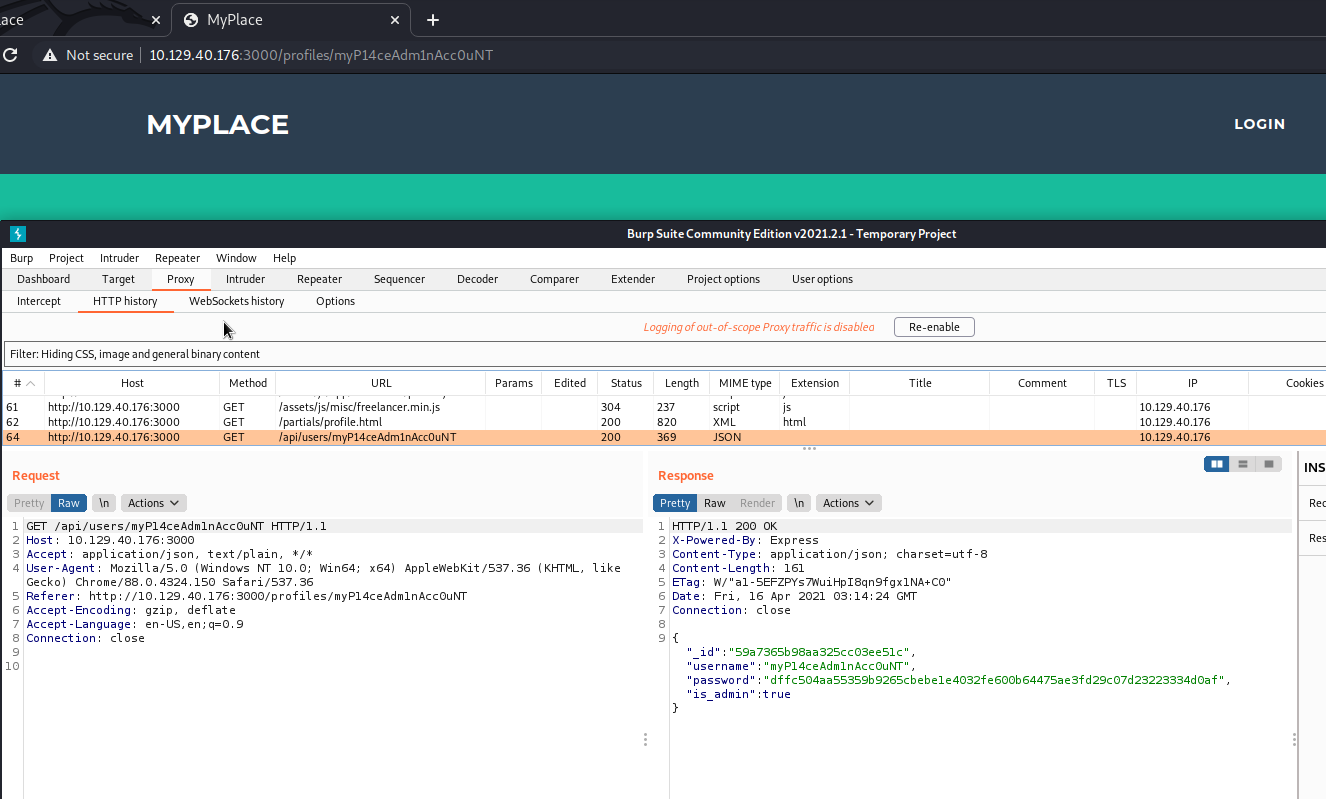 ace × MyPlace × +
Not secure 10.129.40.176:3000/profiles/myP14ceAdm1nAcc0uNT
MYPLACE LOGIN
Burp Suite Community Edition v2021.2.1 - Temporary Project
Burp Project Intruder Repeater Window Help
Dashboard Target Proxy Intruder Repeater Sequencer Decoder Comparer Extender Project options User options
Intercept HTTP history WebSockets history Options
Logging of out-of-scope Proxy traffic is disabled Re-enable
Filter: Hiding CSS, image and general binary content
# Host Method URL Params Edited Status Length MIME type Extension Title Comment TLS IP Cookies
61 http://10.129.40.176:3000 GET /assets/js/misc/freelancer.min.js 304 237 script js 10.129.40.176
62 http://10.129.40.176:3000 GET /partials/profile.html 200 820 XML html 10.129.40.176
64 http://10.129.40.176:3000 GET /api/users/myP14ceAdm1nAcc0uNT 200 369 JSON 10.129.40.176
Request
Pretty Raw \n Actions
1 GET /api/users/myP14ceAdm1nAcc0uNT HTTP/1.1
2 Host: 10.129.40.176:3000
3 Accept: application/json, text/plain, */*
4 User-Agent: Mozilla/5.0 (Windows NT 10.0; Win64; x64) AppleWebKit/537.36 (KHTML, like
Gecko) Chrome/88.0.4324.150 Safari/537.36
5 Referer: http://10.129.40.176:3000/profiles/myP14ceAdm1nAcc0uNT
6 Accept-Encoding: gzip, deflate
7 Accept-Language: en-US,en;q=0.9
8 Connection: close
9
10
Response
Pretty Raw Render \n Actions
1 HTTP/1.1 200 OK
2 X-Powered-By: Express
3 Content-Type: application/json; charset=utf-8
4 Content-Length: 161
5 ETag: W/"a1-5EFZPYs7WuiHpI8qn9fgx1NA+C0"
6 Date: Fri, 16 Apr 2021 03:14:24 GMT
7 Connection: close
8
9 {
"_id":"59a7365b98aa325cc03ee51c",
"username":"myP14ceAdm1nAcc0uNT",
"password":"dffc504aa55359b9265cbebe1e4032fe600b64475ae3fd29c07d23223334d0af",
"is_admin":true
}
INS
Rec
Res